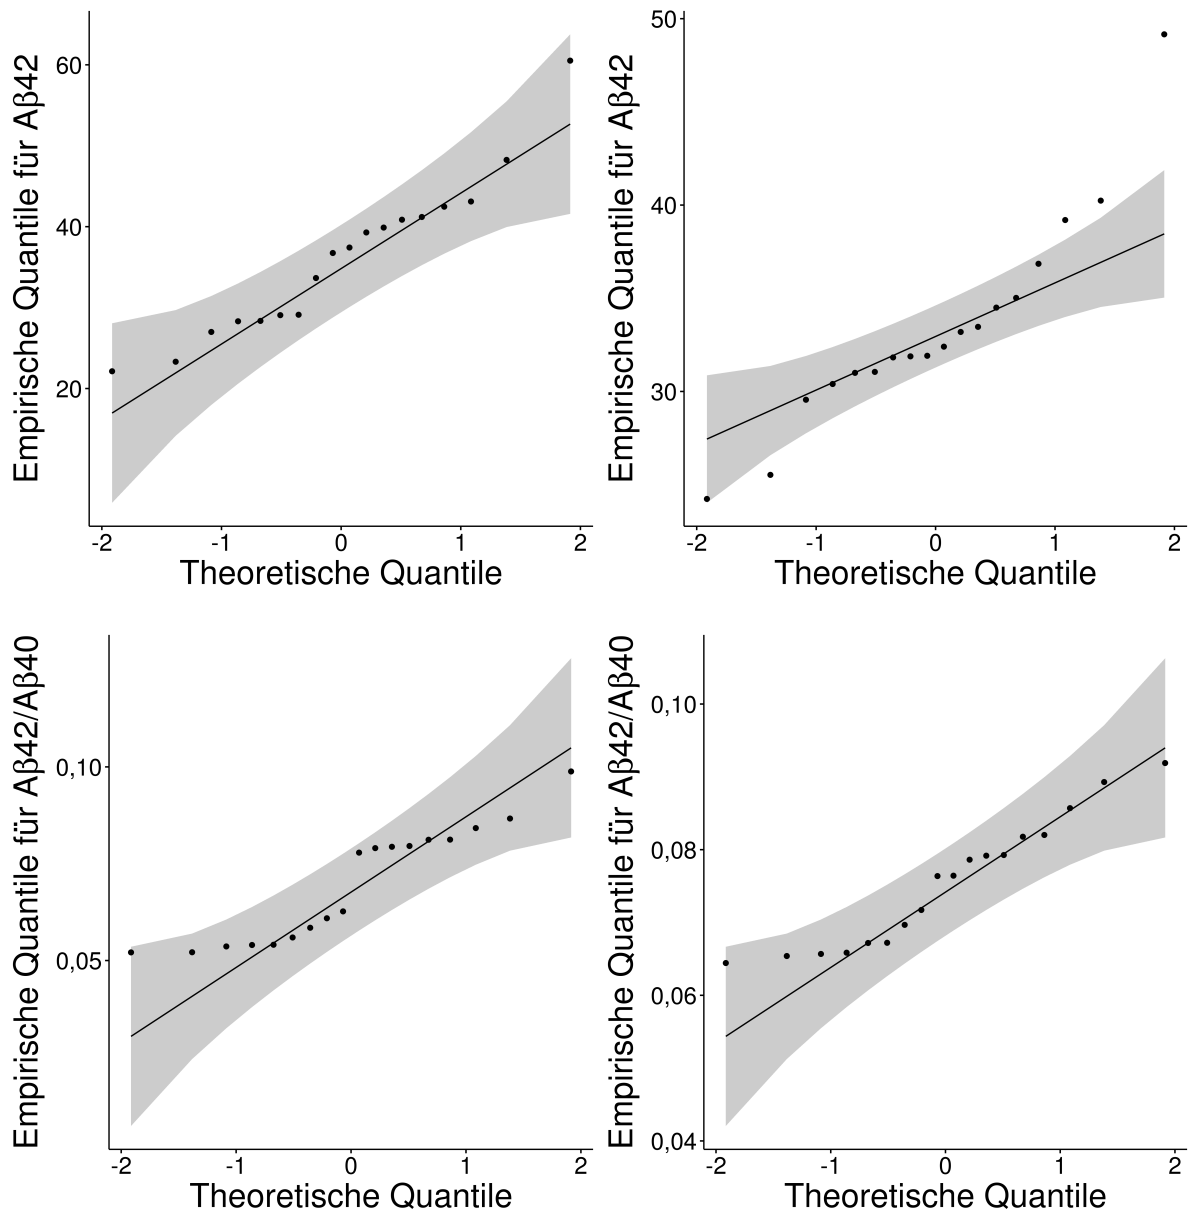 Empirische Quantile für Aβ42
60
40
20
-2 -1 0 1 2
Theoretische Quantile
Empirische Quantile für Aβ42
50
40
30
-2 -1 0 1 2
Theoretische Quantile
Empirische Quantile für Aβ42/Aβ40
0,10
0,05
-2 -1 0 1 2
Theoretische Quantile
Empirische Quantile für Aβ42/Aβ40
0,10
0,08
0,06
0,04
-2 -1 0 1 2
Theoretische Quantile